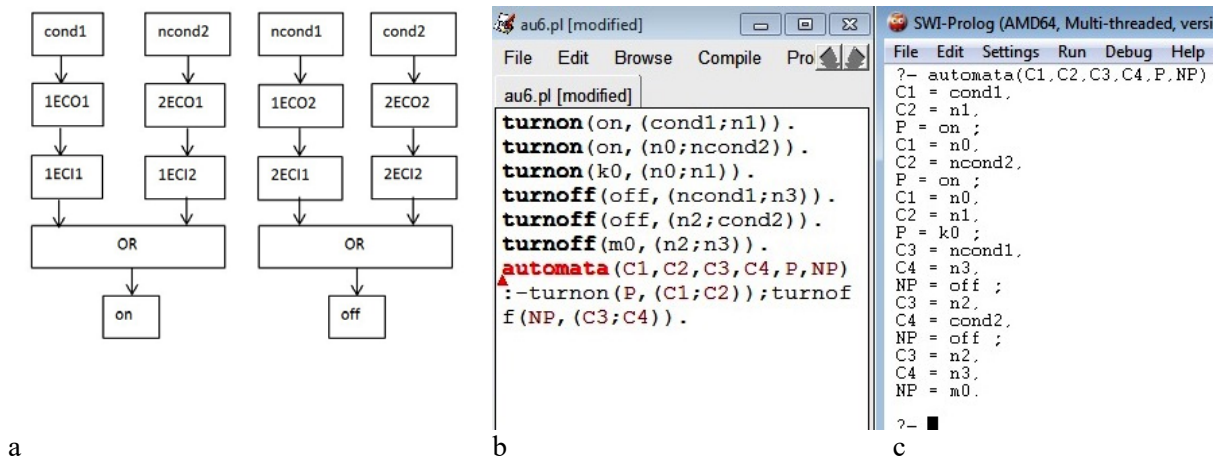 cond1 ncond2 ncond1 cond2
1ECO1 2ECO1 1ECO2 2ECO2
1ECI1 1ECI2 2ECI1 2ECI2
OR OR
on off
a
au6.pl [modified]
File Edit Browse Compile Pro
au6.pl [modified]
turnon(on,(cond1;n1)).
turnon(on,(n0;ncond2)).
turnon(k0,(n0;n1)).
turnoff(off,(ncond1;n3)).
turnoff(off,(n2;cond2)).
turnoff(m0,(n2;n3)).
automata(C1,C2,C3,C4,P,NP)
:-turnon(P,(C1;C2));turnof
f(NP,(C3;C4)).
b
SWI-Prolog (AMD64, Multi-threaded, versi
File Edit Settings Run Debug Help
?- automata(C1,C2,C3,C4,P,NP)
C1 = cond1,
C2 = n1,
P = on ;
C1 = n0,
C2 = ncond2,
P = on ;
C1 = n0,
C2 = n1,
P = k0 ;
C3 = ncond1,
C4 = n3,
NP = off ;
C3 = n2,
C4 = cond2,
NP = off ;
C3 = n2,
C4 = n3,
NP = m0.
?-
c